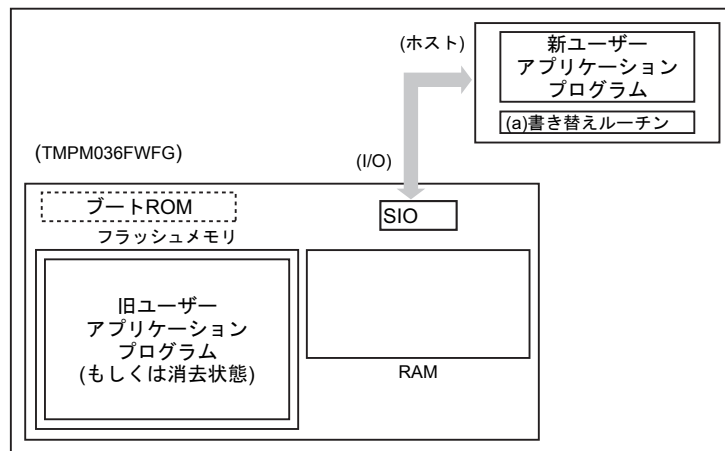 (ホスト)
新ユーザー
アプリケーション
プログラム
(a)書き替えルーチン
(TMPM036FWFG)
(I/O)
ブートROM
SIO
フラッシュメモリ
旧ユーザー
アプリケーション
プログラム
(もしくは消去状態)
RAM